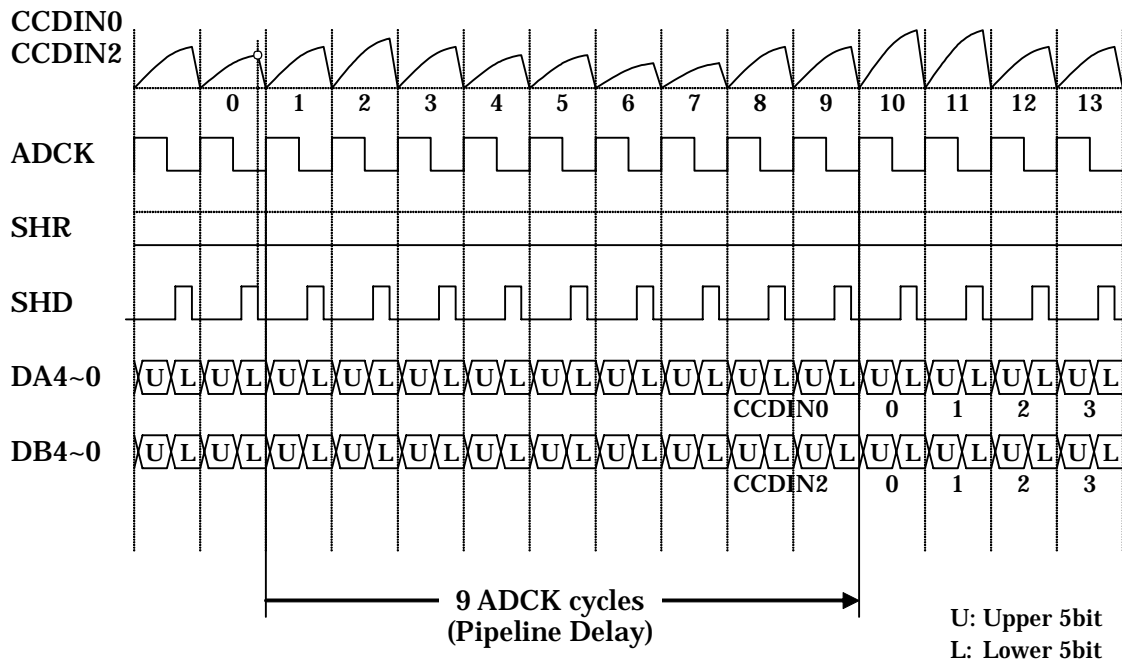 CCDIN0
CCDIN2
0 1 2 3 4 5 6 7 8 9 10 11 12 13
ADCK
SHR
SHD
DA4~0 U L U L U L U L U L U L U L U L U L U L U L U L U L U L U L
CCDIN0 0 1 2 3
DB4~0 U L U L U L U L U L U L U L U L U L U L U L U L U L U L U L
CCDIN2 0 1 2 3
9 ADCK cycles
(Pipeline Delay)
U: Upper 5bit
L: Lower 5bit